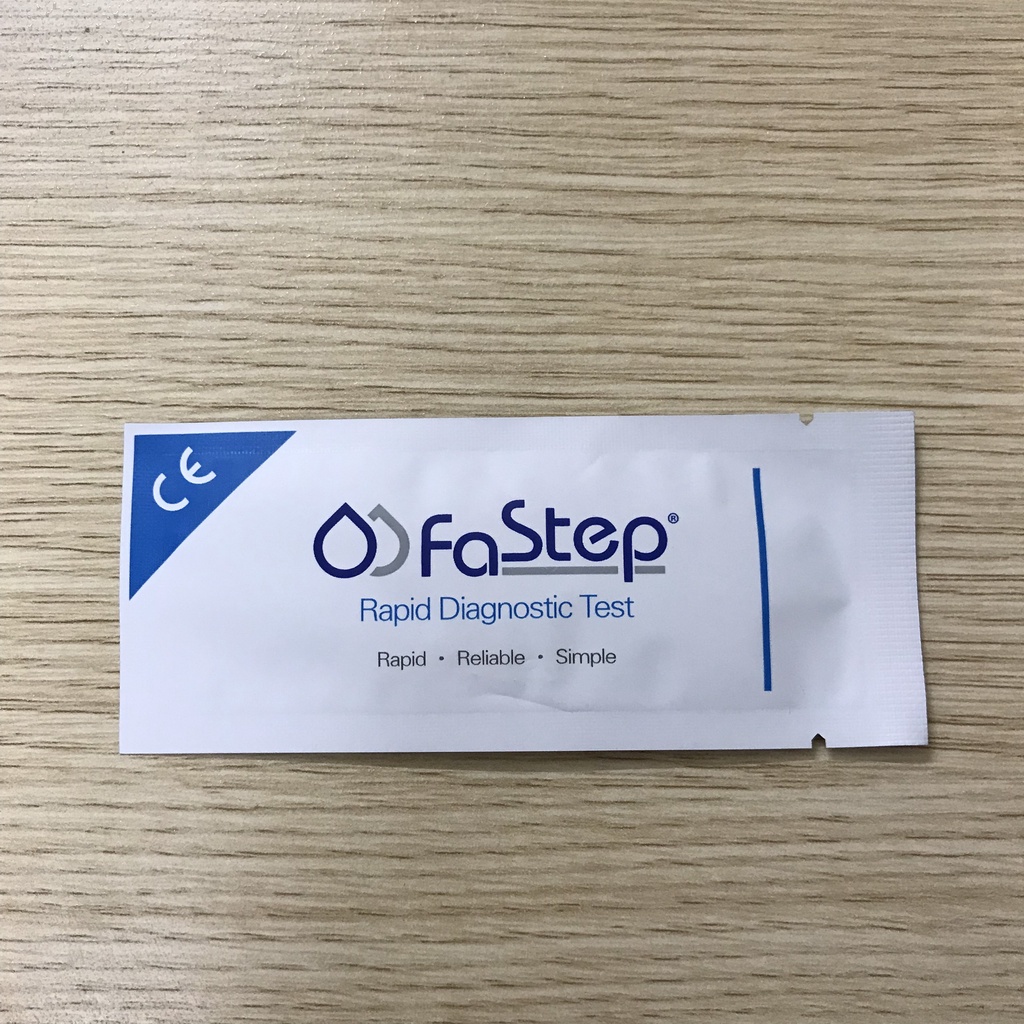 CE
FaStep®
Rapid Diagnostic Test
Rapid • Reliable • Simple